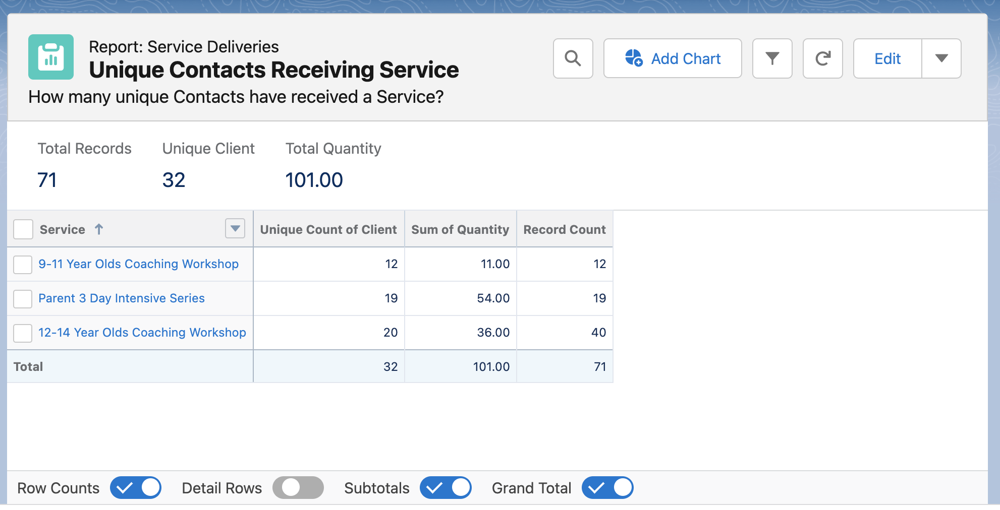 Report: Service Deliveries
Unique Contacts Receiving Service
How many unique Contacts have received a Service?
Add Chart
Edit
Total Records Unique Client Total Quantity
71 32 101.00
Service Unique Count of Client Sum of Quantity Record Count
9-11 Year Olds Coaching Workshop 12 11.00 12
Parent 3 Day Intensive Series 19 54.00 19
12-14 Year Olds Coaching Workshop 20 36.00 40
Total 32 101.00 71
Row Counts Detail Rows Subtotals Grand Total